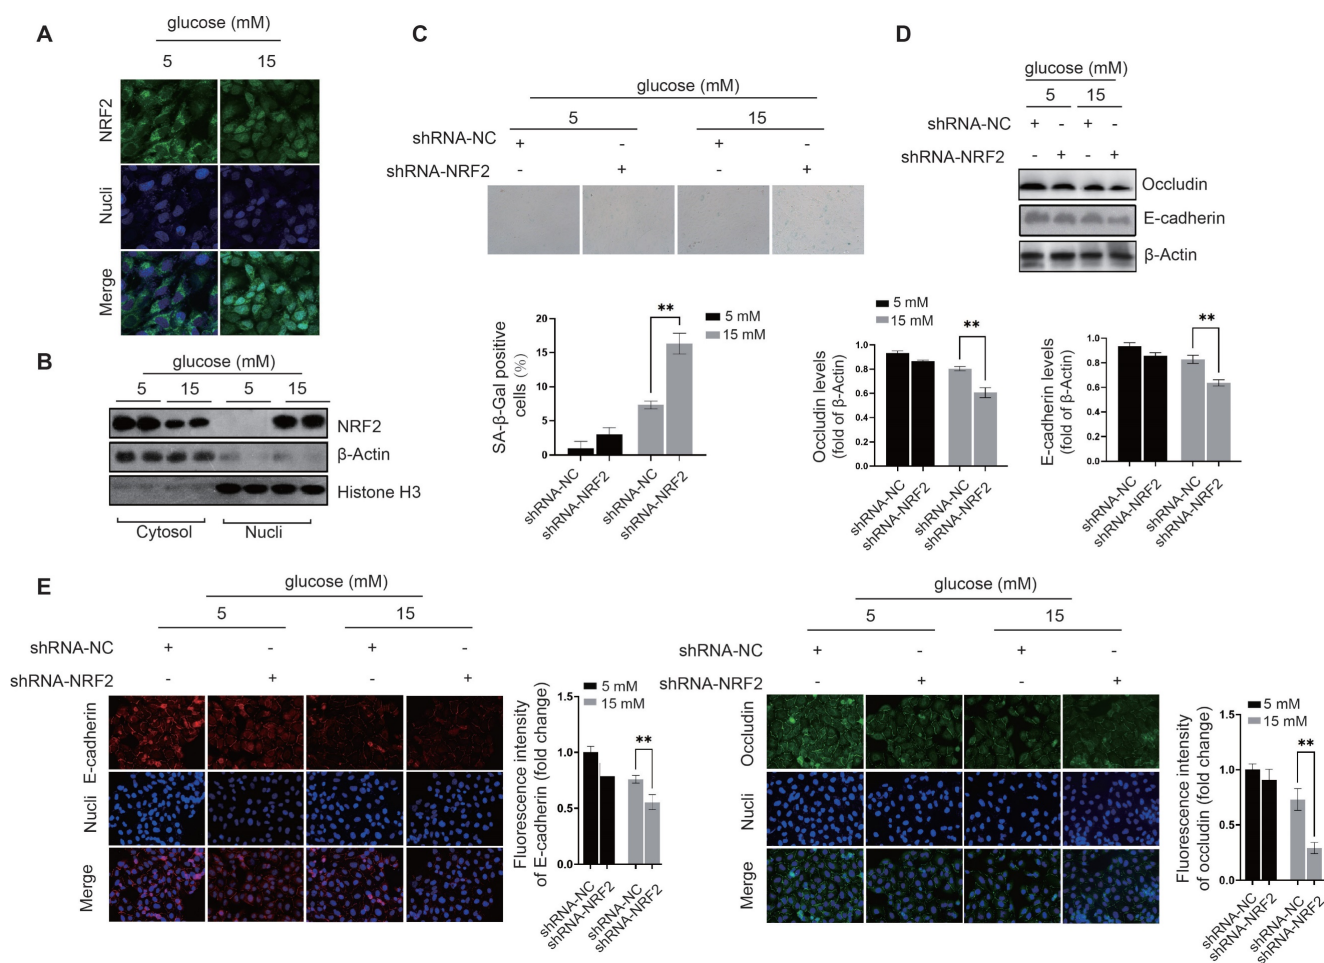 A
glucose (mM)
5 15
NRF2
Nucli
Merge
B
glucose (mM)
5 15 5 15
NRF2
β-Actin
Histone H3
Cytosol Nucli
C
glucose (mM)
5 15
shRNA-NC + - + -
shRNA-NRF2 - + - +
SA-β-Gal positive
cells (%)
20
15
10
5
0
5 mM
15 mM
**
shRNA-NC
shRNA-NRF2
shRNA-NC
shRNA-NRF2
D
glucose (mM)
5 15
shRNA-NC + - + -
shRNA-NRF2 - + - +
Occludin
E-cadherin
β-Actin
5 mM
15 mM
Occludin levels
(fold of β-Actin)
1.0
0.8
0.6
0.4
0.2
0.0
**
shRNA-NC
shRNA-NRF2
shRNA-NC
shRNA-NRF2
E-cadherin levels
(fold of β-Actin)
1.0
0.8
0.6
0.4
0.2
0.0
**
shRNA-NC
shRNA-NRF2
shRNA-NC
shRNA-NRF2
E
glucose (mM)
5 15
shRNA-NC + - + -
shRNA-NRF2 - + - +
E-cadherin
Nucli
Merge
Fluorescence intensity
of E-cadherin (fold change)
1.5
1.0
0.5
0.0
5 mM
15 mM
**
shRNA-NC
shRNA-NRF2
shRNA-NC
shRNA-NRF2
glucose (mM)
5 15
shRNA-NC + - + -
shRNA-NRF2 - + - +
Occludin
Nucli
Merge
Fluorescence intensity
of occludin (fold change)
1.5
1.0
0.5
0.0
5 mM
15 mM
**
shRNA-NC
shRNA-NRF2
shRNA-NC
shRNA-NRF2